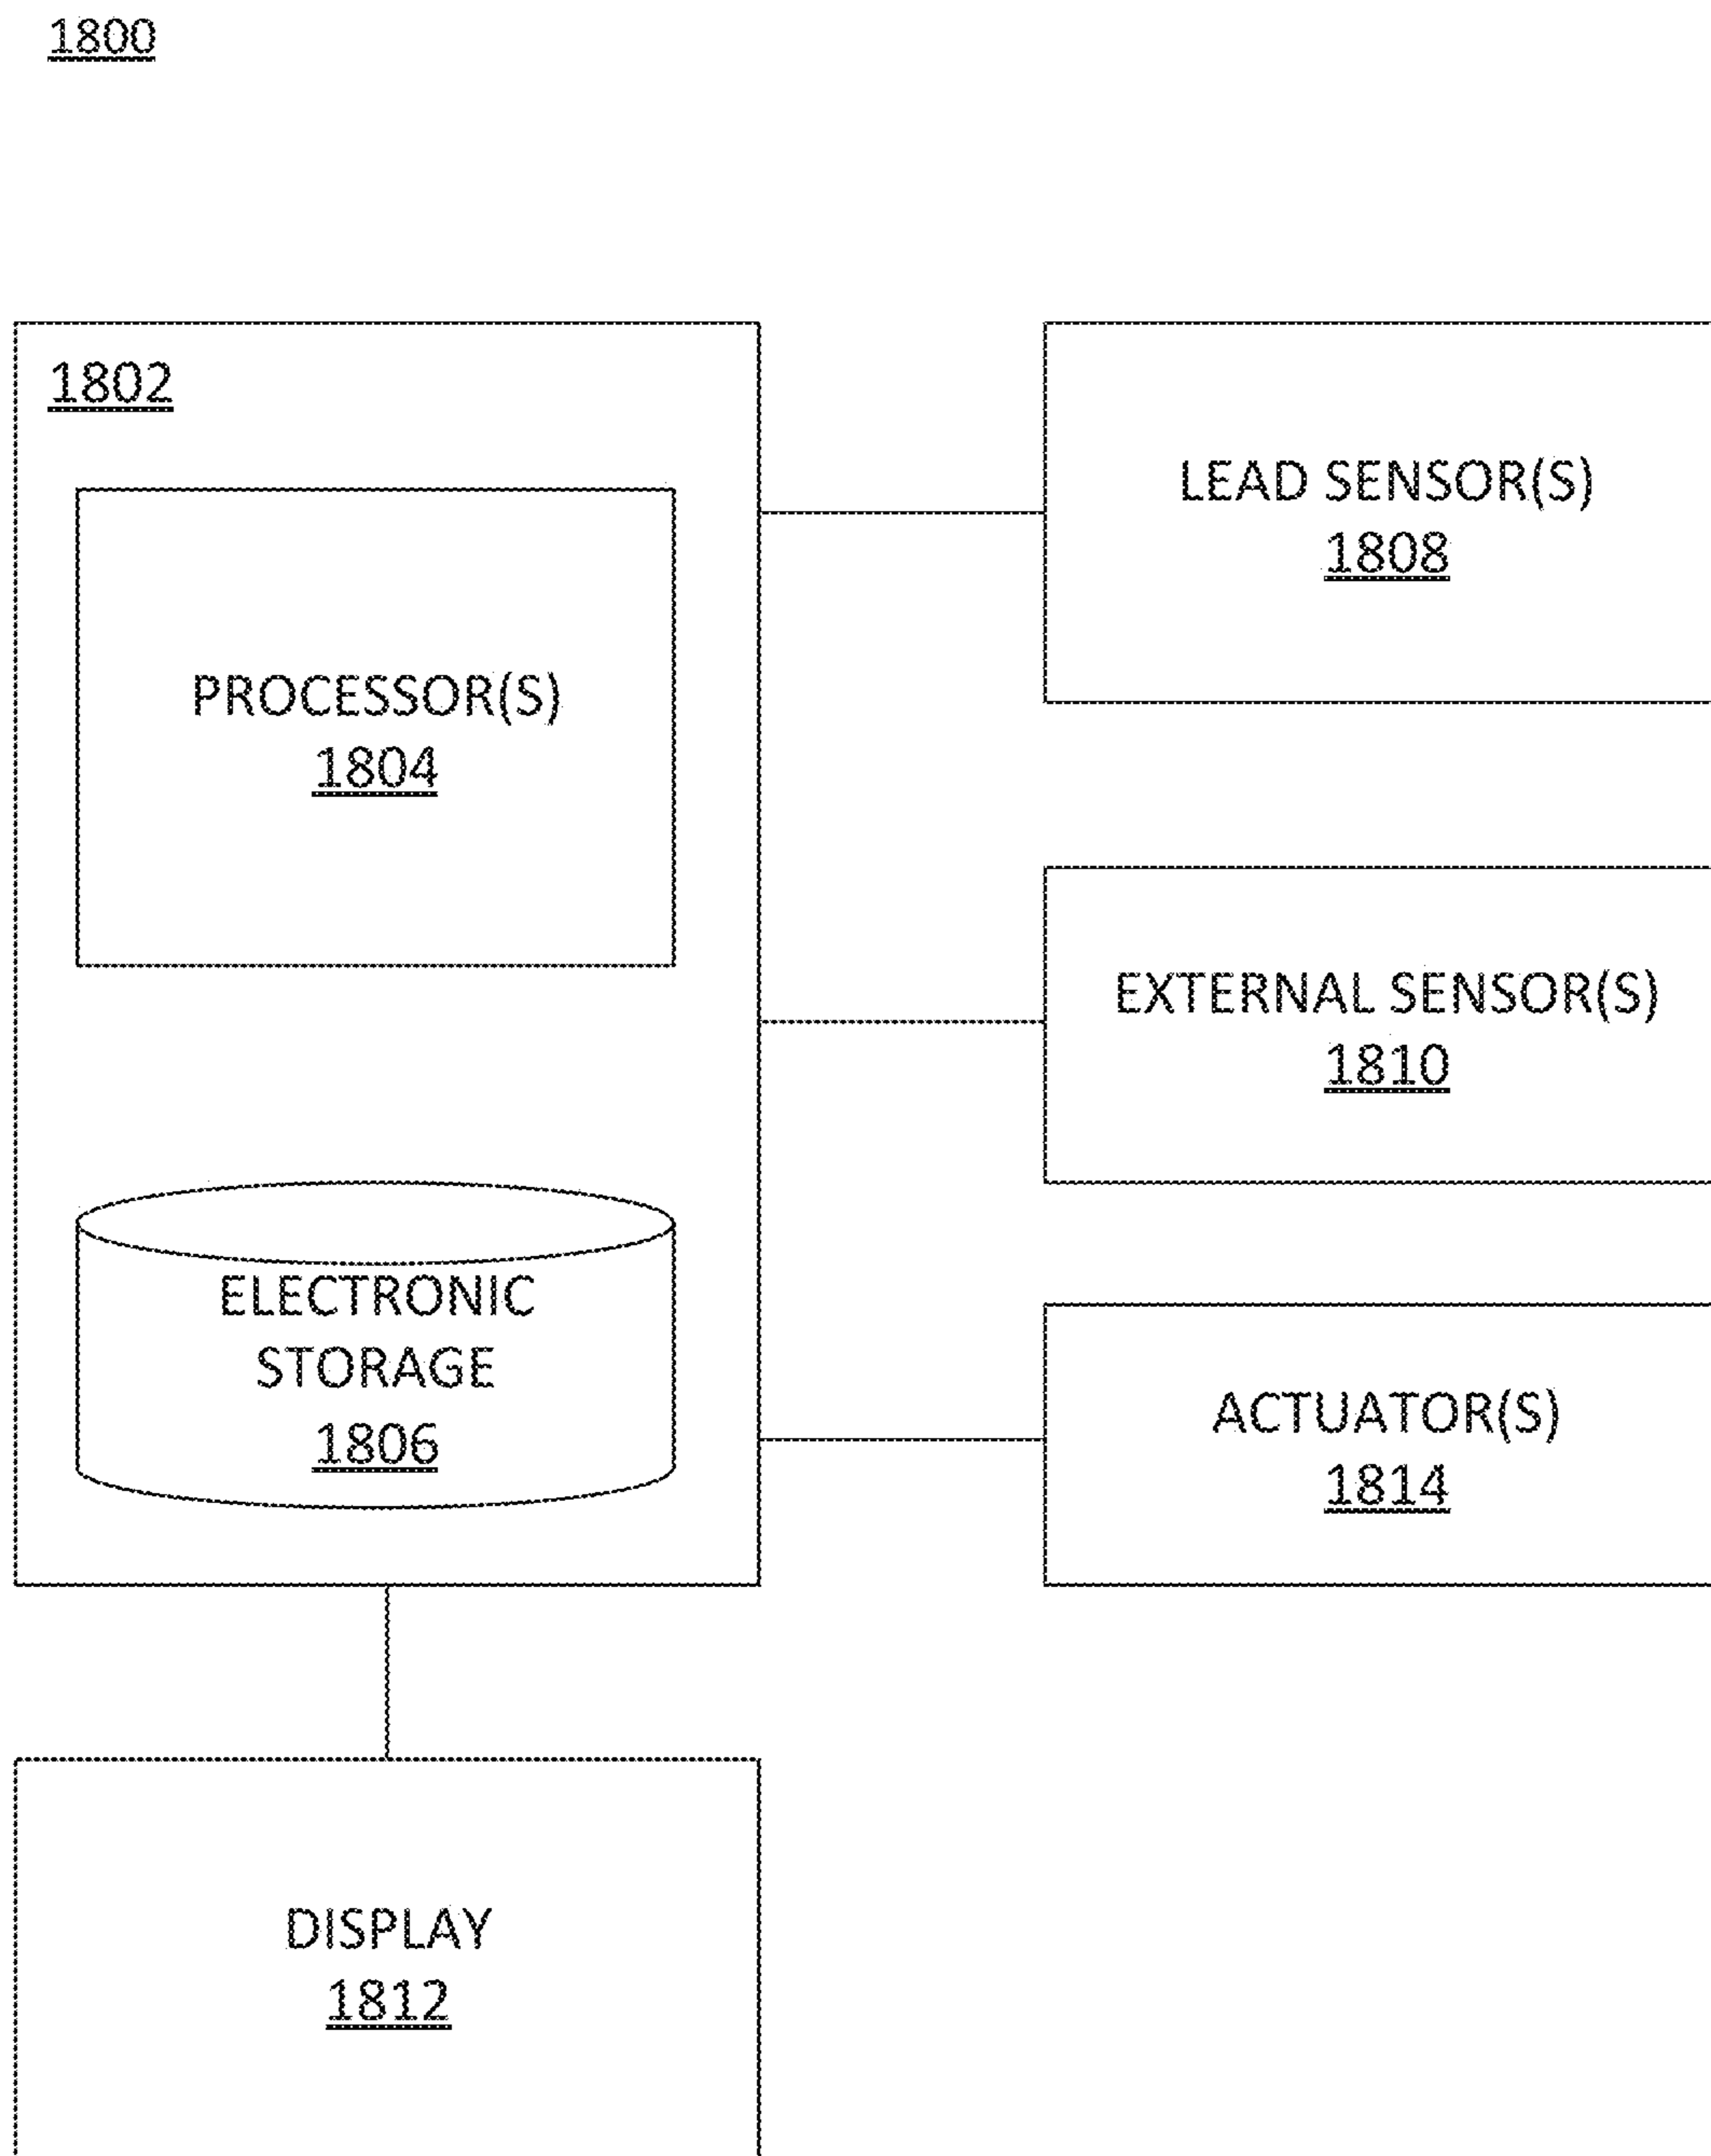 1800
1802
PROCESSOR(S)
1804
ELECTRONIC
STORAGE
1806
LEAD SENSOR(S)
1808
EXTERNAL SENSOR(S)
1810
ACTUATOR(S)
1814
DISPLAY
1812